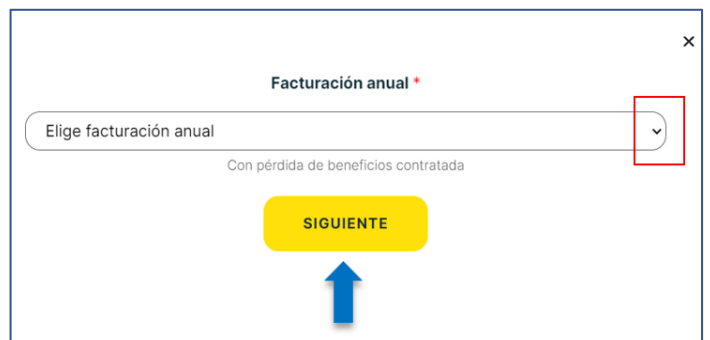 Facturación anual *
Elige facturación anual
Con pérdida de beneficios contratada
SIGUIENTE